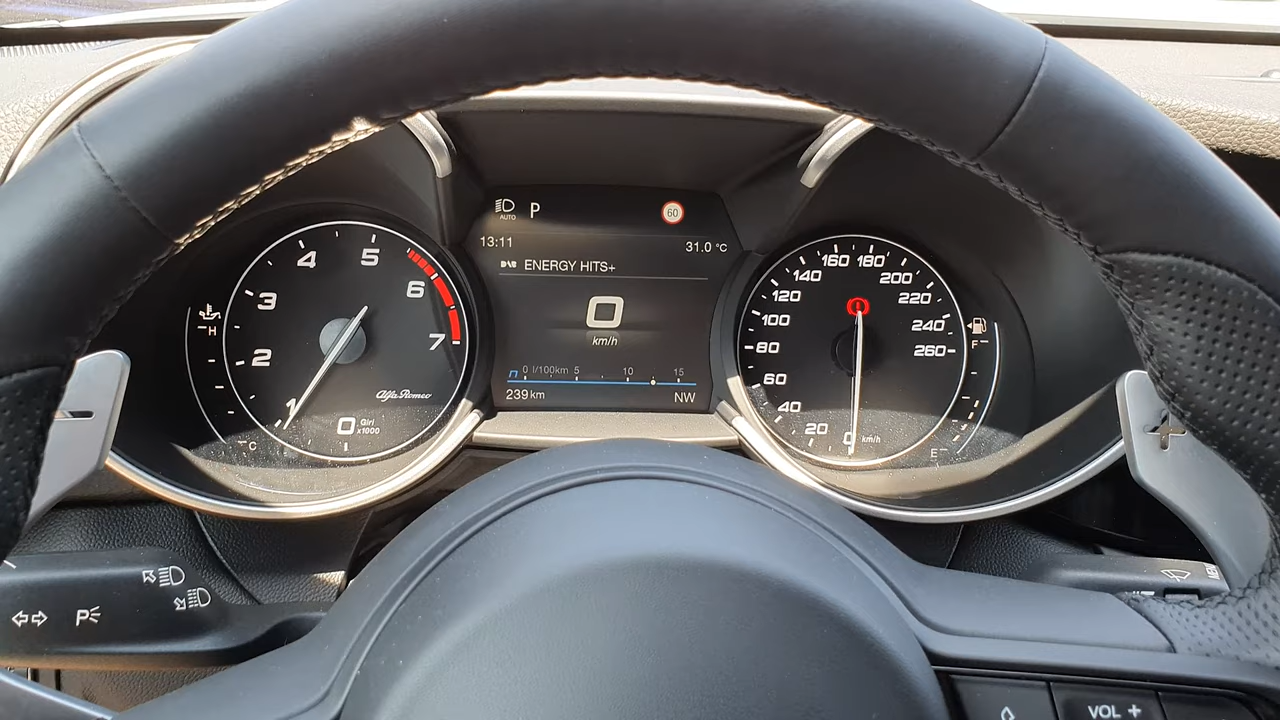 AUTO P 60
13:11 31.0 °C
DAB ENERGY HITS+
0
km/h
0 l/100km 5 10 15
239 km NW
H
C
1 2 3 4 5 6 7
Alfa Romeo
0 Giri
x1000
0 20 40 60 80 100 120 140 160 180 200 220 240 260
km/h
F
E
P
VOL +